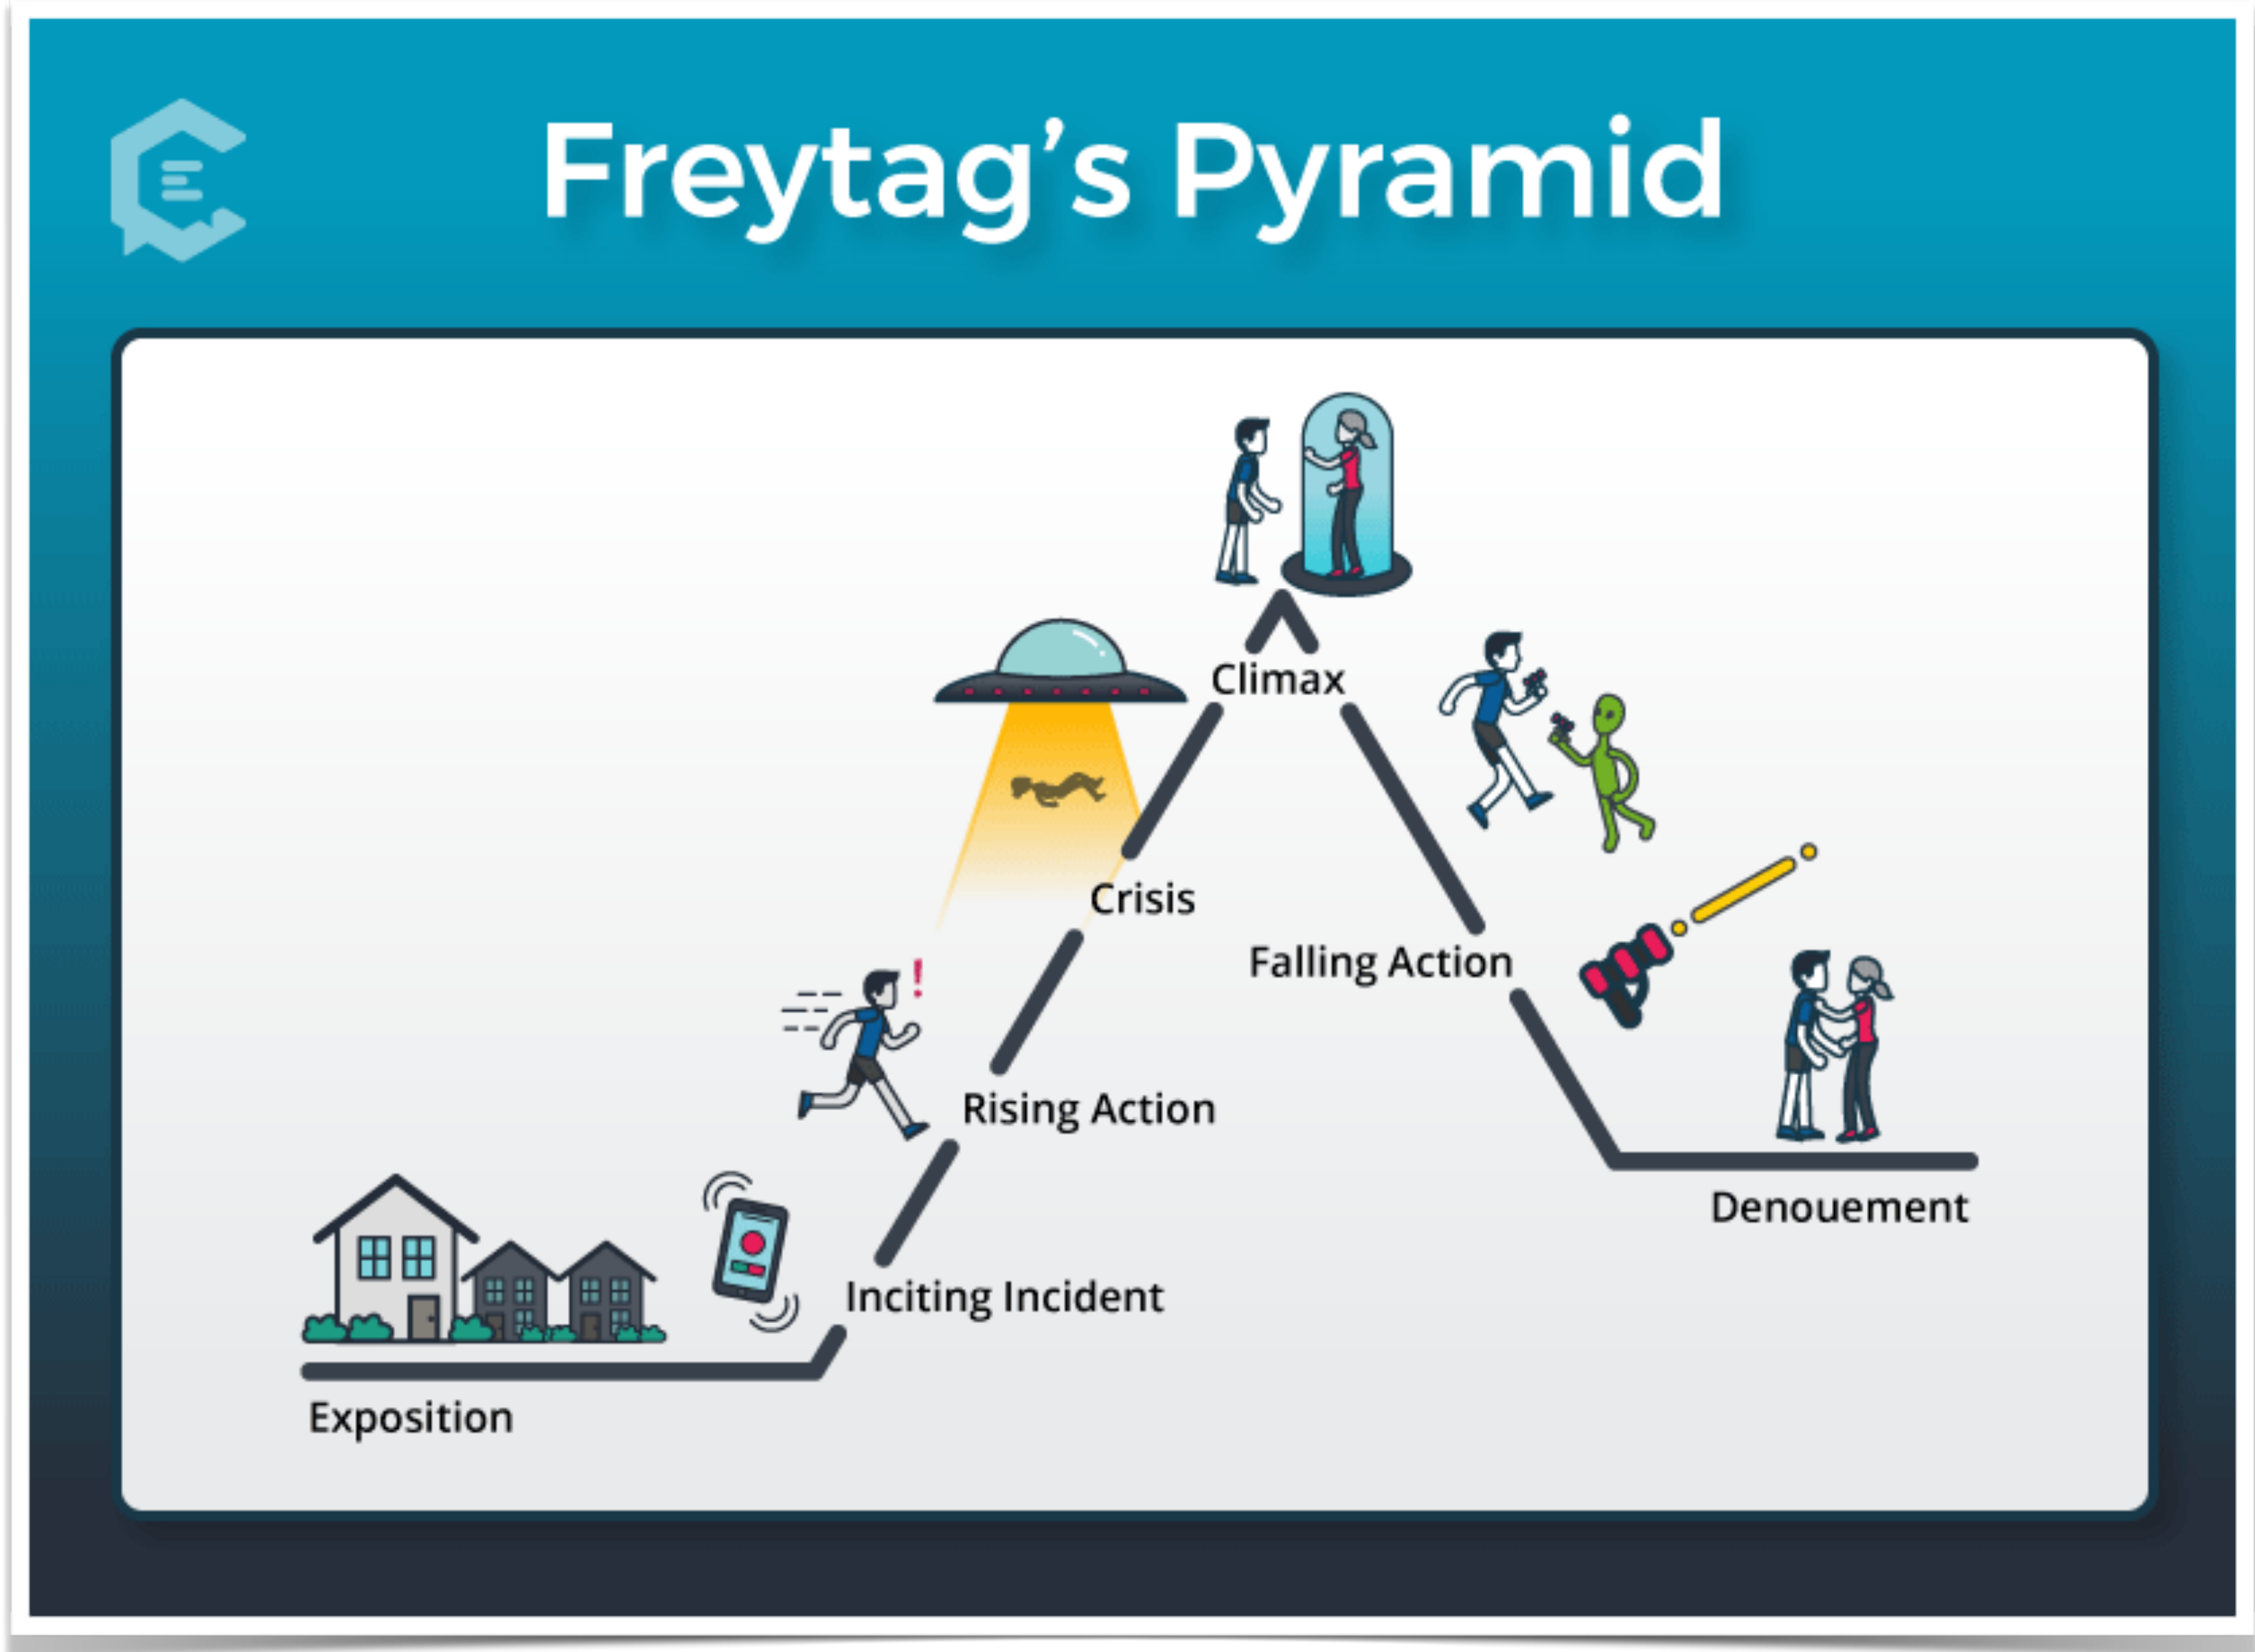 Freytag’s Pyramid
Climax
Crisis
Falling Action
Rising Action
Denouement
Inciting Incident
Exposition